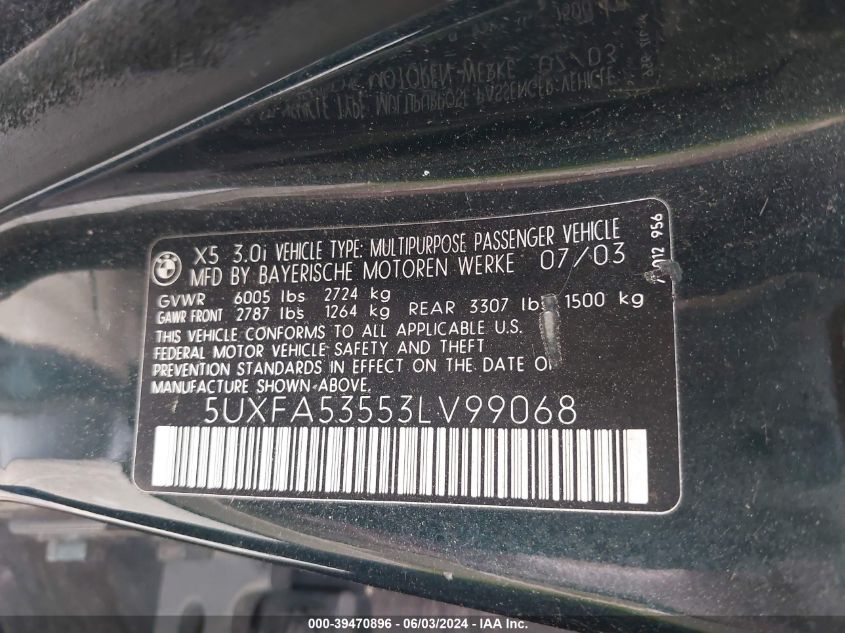 X5 3.0i VEHICLE TYPE: MULTIPURPOSE PASSENGER VEHICLE
MFD BY BAYERISCHE MOTOREN WERKE 07/03
GVWR 6005 lbs 2724 kg
GAWR FRONT 2787 lbs 1264 kg REAR 3307 lbs 1500 kg
THIS VEHICLE CONFORMS TO ALL APPLICABLE U.S.
FEDERAL MOTOR VEHICLE SAFETY AND THEFT
PREVENTION STANDARDS IN EFFECT ON THE DATE OF
MANUFACTURE SHOWN ABOVE.
5UXFA53553LV99068
012 956
000-39470896 - 06/03/2024 - IAA Inc.